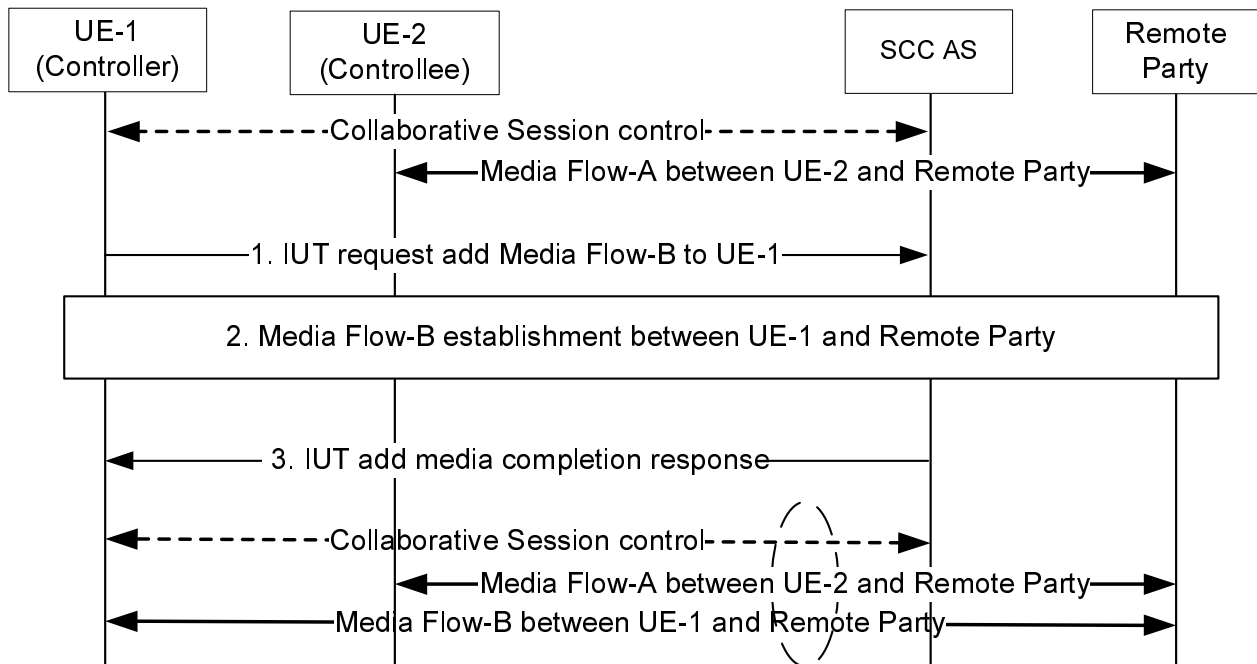 UE-1
(Controller)
UE-2
(Controllee)
SCC AS
Remote
Party
Collaborative Session control
Media Flow-A between UE-2 and Remote Party
1. IUT request add Media Flow-B to UE-1
2. Media Flow-B establishment between UE-1 and Remote Party
3. IUT add media completion response
Collaborative Session control
Media Flow-A between UE-2 and Remote Party
Media Flow-B between UE-1 and Remote Party